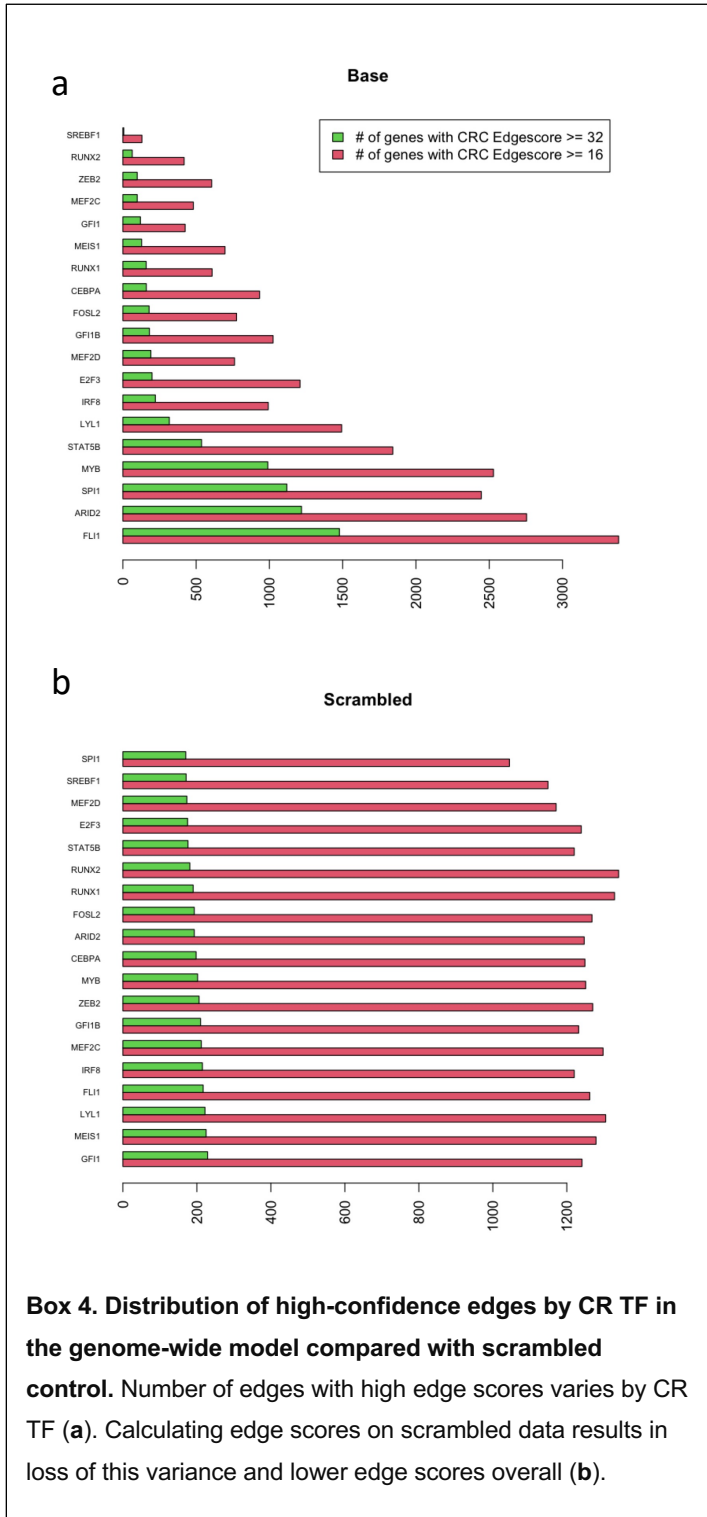 a
Base
# of genes with CRC Edgescore >= 32
# of genes with CRC Edgescore >= 16
SREBF1
RUNX2
ZEB2
MEF2C
GFI1
MEIS1
RUNX1
CEBPA
FOSL2
GFI1B
MEF2D
E2F3
IRF8
LYL1
STAT5B
MYB
SPI1
ARID2
FLI1
0
500
1000
1500
2000
2500
3000
b
Scrambled
SPI1
SREBF1
MEF2D
E2F3
STAT5B
RUNX2
RUNX1
FOSL2
ARID2
CEBPA
MYB
ZEB2
GFI1B
MEF2C
IRF8
FLI1
LYL1
MEIS1
GFI1
0
200
400
600
800
1000
1200
Box 4. Distribution of high-confidence edges by CR TF in
the genome-wide model compared with scrambled
control. Number of edges with high edge scores varies by CR
TF (a). Calculating edge scores on scrambled data results in
loss of this variance and lower edge scores overall (b).